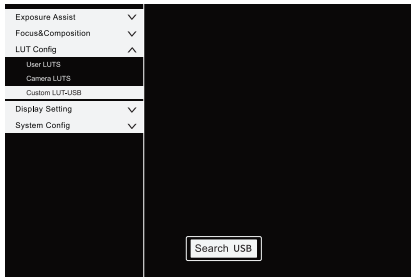 Exposure Assist
Focus&Composition
LUT Config
User LUTS
Camera LUTS
Custom LUT-USB
Display Setting
System Config
Search USB